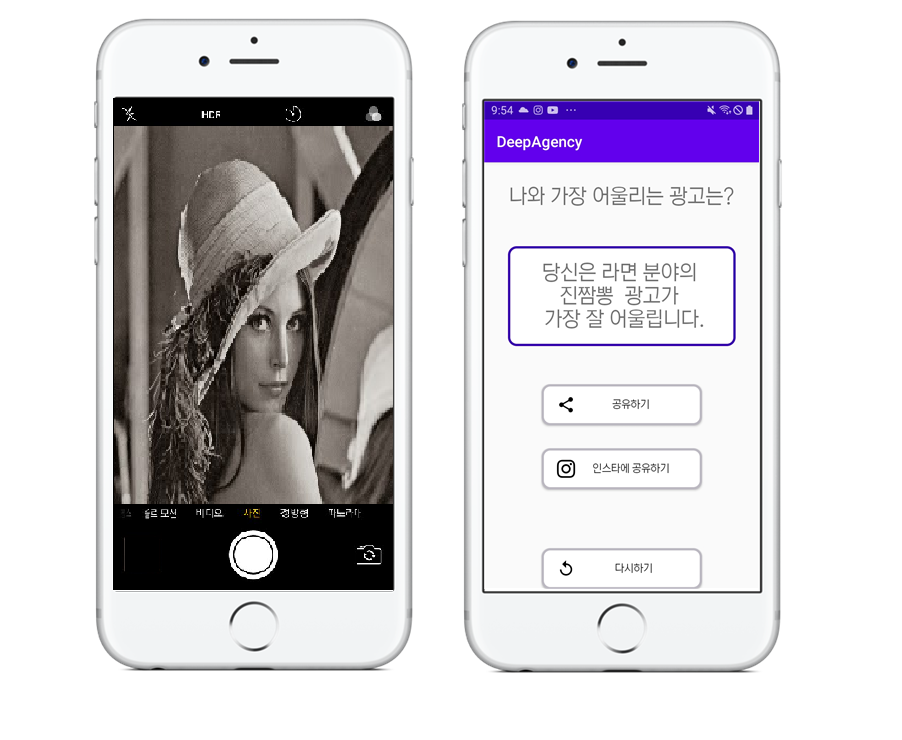 HDR
슬로 모션 비디오 사진 정방형 파노라마
9:54
DeepAgency
나와 가장 어울리는 광고는?
당신은 라면 분야의
진짬뽕 광고가
가장 잘 어울립니다.
공유하기
인스타에 공유하기
다시하기